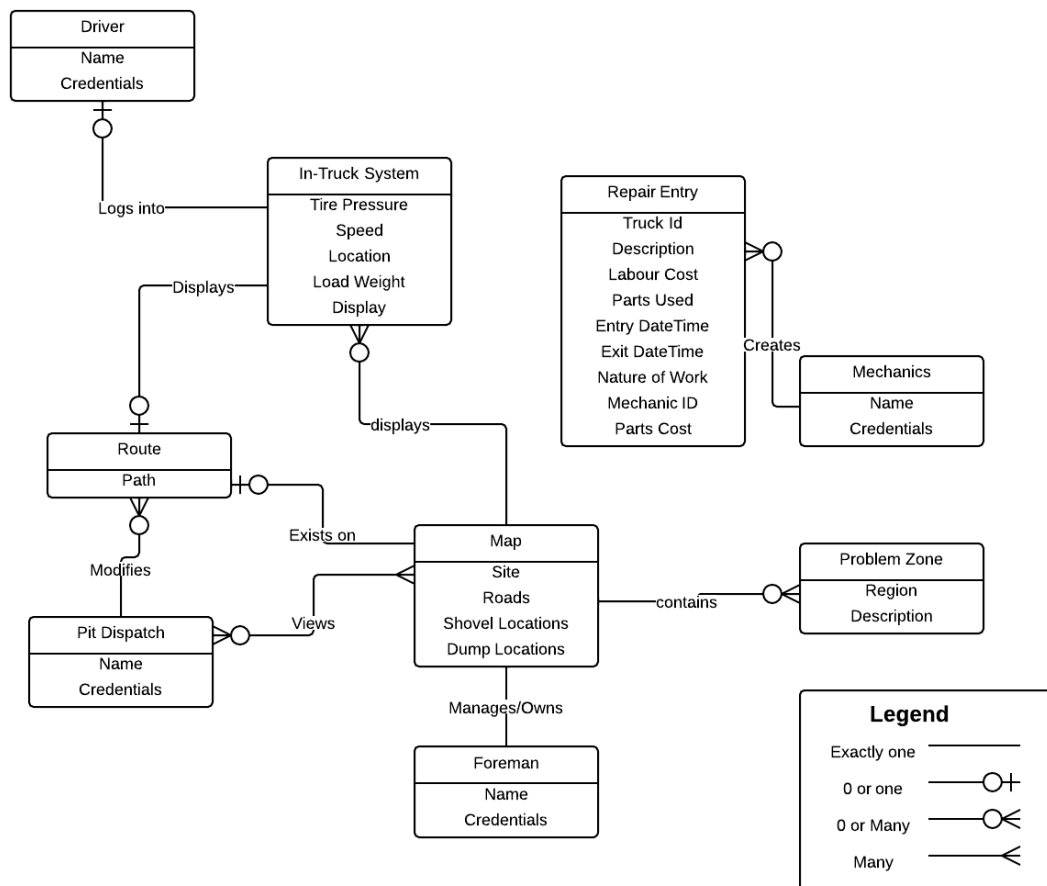 Driver
Name
Credentials
Logs into
In-Truck System
Tire Pressure
Speed
Location
Load Weight
Display
Displays
displays
Repair Entry
Truck Id
Description
Labour Cost
Parts Used
Entry DateTime
Exit DateTime
Nature of Work
Mechanic ID
Parts Cost
Creates
Mechanics
Name
Credentials
Route
Path
Exists on
Modifies
Pit Dispatch
Name
Credentials
Views
Map
Site
Roads
Shovel Locations
Dump Locations
contains
Problem Zone
Region
Description
Manages/Owns
Foreman
Name
Credentials
Legend
Exactly one
0 or one
0 or Many
Many